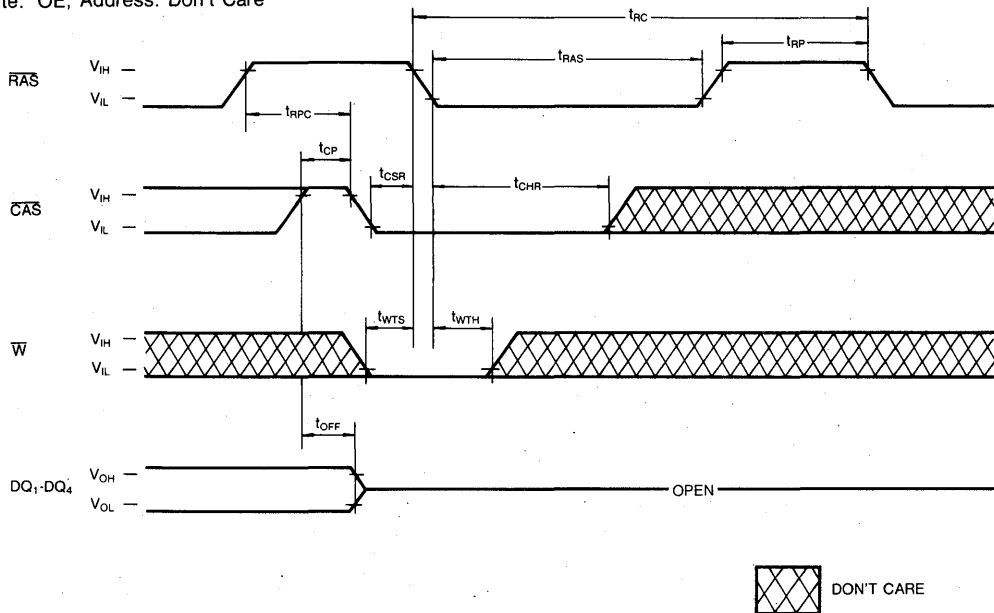 te: OE, Address: Don't Care
tRC
tRP
tRAS
RAS
VIH
VIL
tRPC
tCP
tCSR
tCHR
CAS
VIH
VIL
tWTS
tWTH
W
VIH
VIL
tOFF
DQ1-DQ4
VOH
VOL
OPEN
DON'T CARE